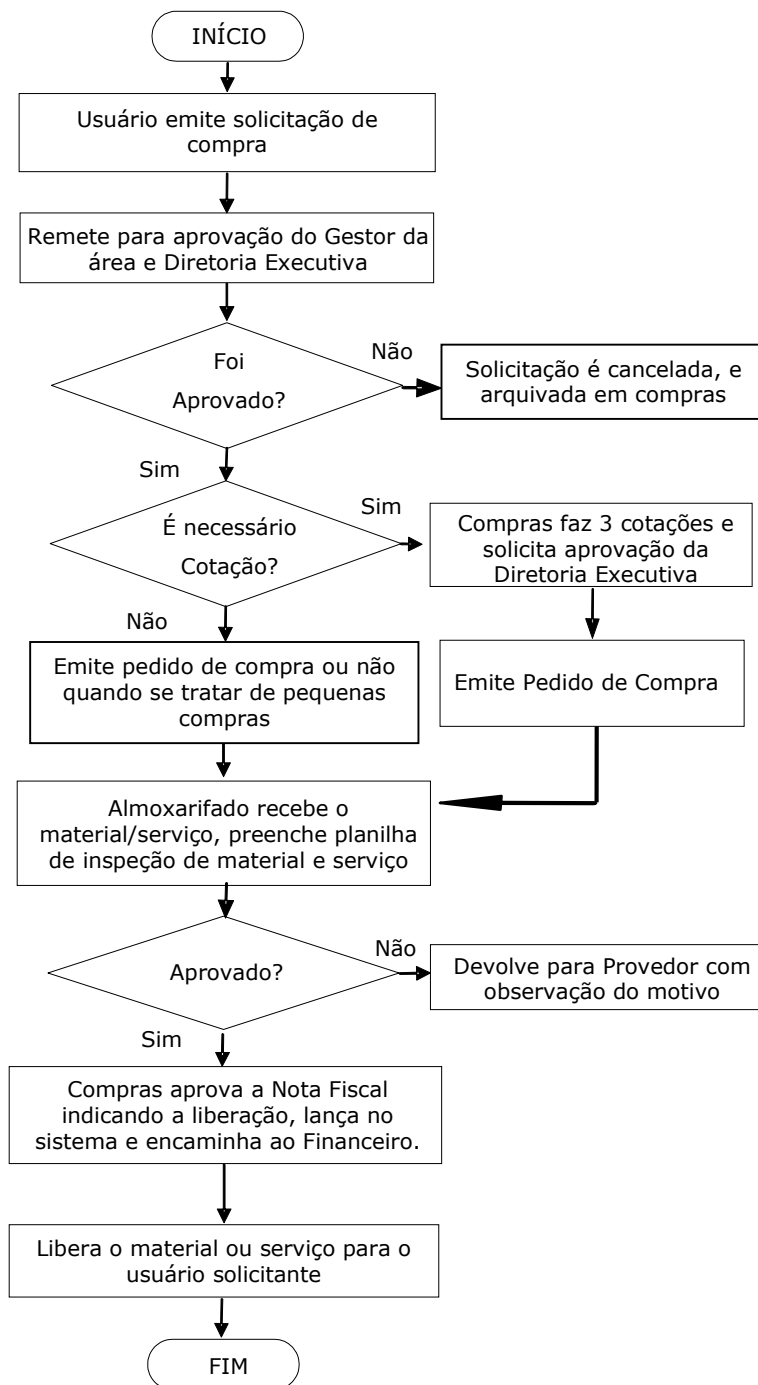 INÍCIO
Usuário emite solicitação de
compra
Remete para aprovação do Gestor da
área e Diretoria Executiva
Foi
Aprovado?
Não
Solicitação é cancelada, e
arquivada em compras
Sim
É necessário
Cotação?
Sim
Compras faz 3 cotações e
solicita aprovação da
Diretoria Executiva
Não
Emite pedido de compra ou não
quando se tratar de pequenas
compras
Emite Pedido de Compra
Almoxarifado recebe o
material/serviço, preenche planilha
de inspeção de material e serviço
Aprovado?
Não
Devolve para Provedor com
observação do motivo
Sim
Compras aprova a Nota Fiscal
indicando a liberação, lança no
sistema e encaminha ao Financeiro.
Libera o material ou serviço para o
usuário solicitante
FIM